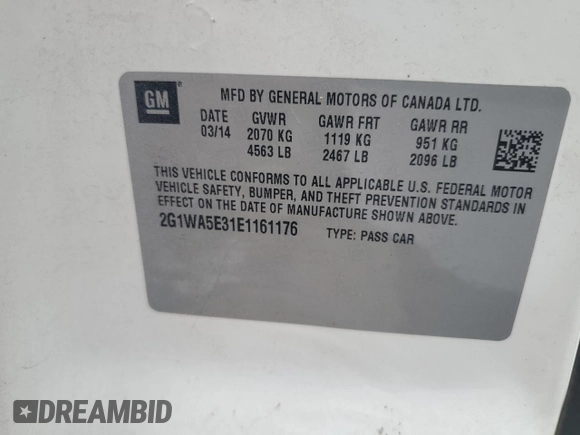 GM
MFD BY GENERAL MOTORS OF CANADA LTD.
DATE GVWR GAWR FRT GAWR RR
03/14 2070 KG 1119 KG 951 KG
4563 LB 2467 LB 2096 LB
THIS VEHICLE CONFORMS TO ALL APPLICABLE U.S. FEDERAL MOTOR
VEHICLE SAFETY, BUMPER, AND THEFT PREVENTION STANDARDS IN
EFFECT ON THE DATE OF MANUFACTURE SHOWN ABOVE.
2G1WA5E31E1161176 TYPE: PASS CAR
DREAMBID